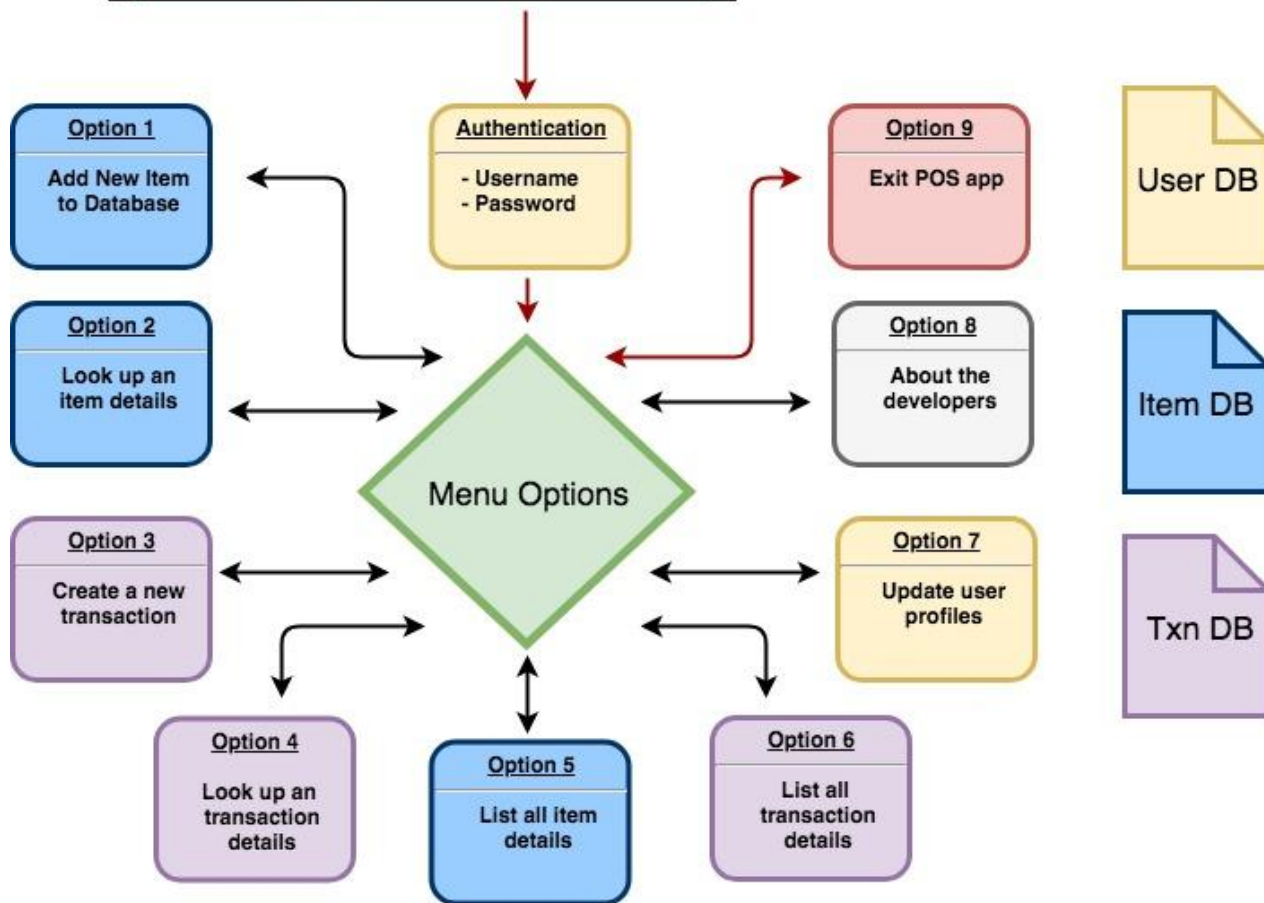 Option 1
Add New Item
to Database
Authentication
- Username
- Password
Option 9
Exit POS app
User DB
Option 2
Look up an
item details
Option 8
About the
developers
Item DB
Menu Options
Option 3
Create a new
transaction
Option 7
Update user
profiles
Txn DB
Option 4
Look up an
transaction
details
Option 5
List all item
details
Option 6
List all
transaction
details